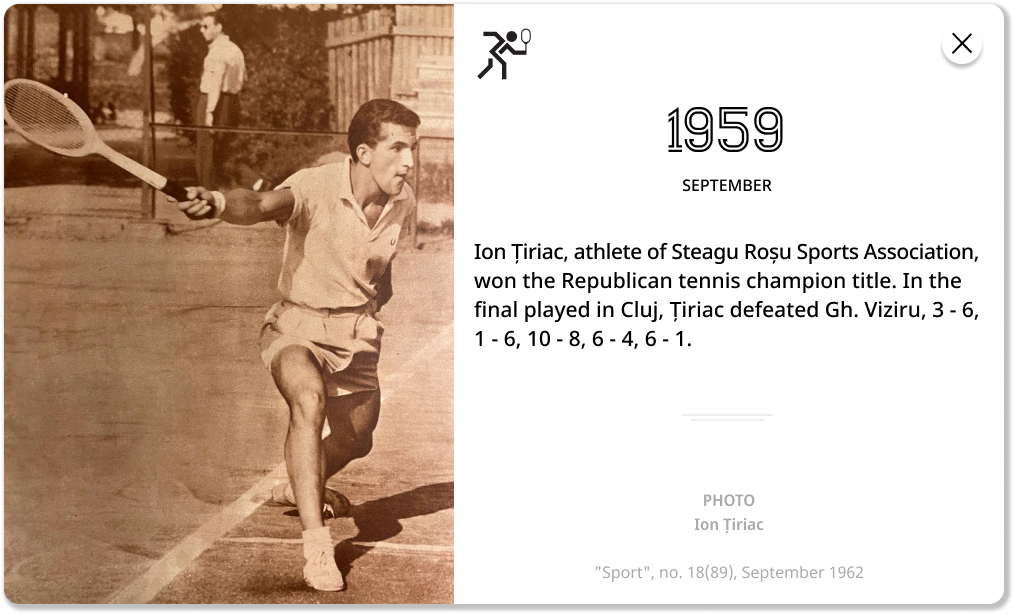 1959
SEPTEMBER
Ion Țiriac, athlete of Steagu Roșu Sports Association,
won the Republican tennis champion title. In the
final played in Cluj, Țiriac defeated Gh. Viziru, 3 - 6,
1 - 6, 10 - 8, 6 - 4, 6 - 1.
PHOTO
Ion Țiriac
"Sport", no. 18(89), September 1962